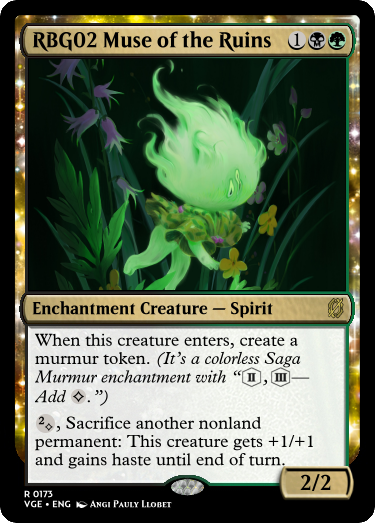 RBG02 Muse of the Ruins 1
Enchantment Creature — Spirit
When this creature enters, create a
murmur token. (It's a colorless Saga
Murmur enchantment with “II, III—
Add .”)
2, Sacrifice another nonland
permanent: This creature gets +1/+1
and gains haste until end of turn.
2/2
R 0173
VGE • ENG Angi Pauly Llobet